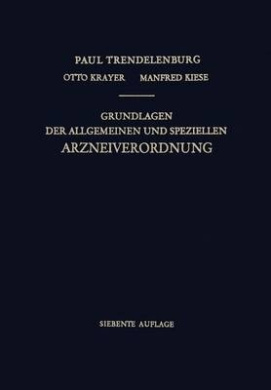 PAUL TRENDELENBURG
OTTO KRAYER MANFRED KIESE
GRUNDLAGEN
DER ALLGEMEINEN UND SPEZIELLEN
ARZNEIVERORDNUNG
SIEBENTE AUFLAGE